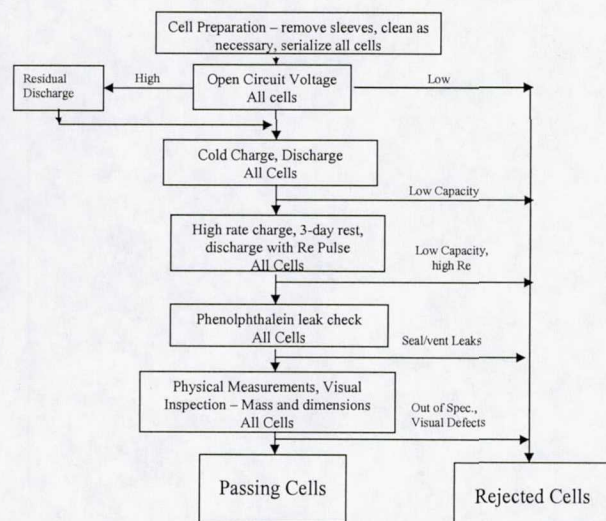 Cell Preparation – remove sleeves, clean as
necessary, serialize all cells
Residual
Discharge
High
Open Circuit Voltage
All cells
Low
Cold Charge, Discharge
All Cells
Low Capacity
High rate charge, 3-day rest,
discharge with Re Pulse
All Cells
Low Capacity,
high Re
Phenolphthalein leak check
All Cells
Seal/vent Leaks
Physical Measurements, Visual
Inspection – Mass and dimensions
All Cells
Out of Spec.,
Visual Defects
Passing Cells
Rejected Cells